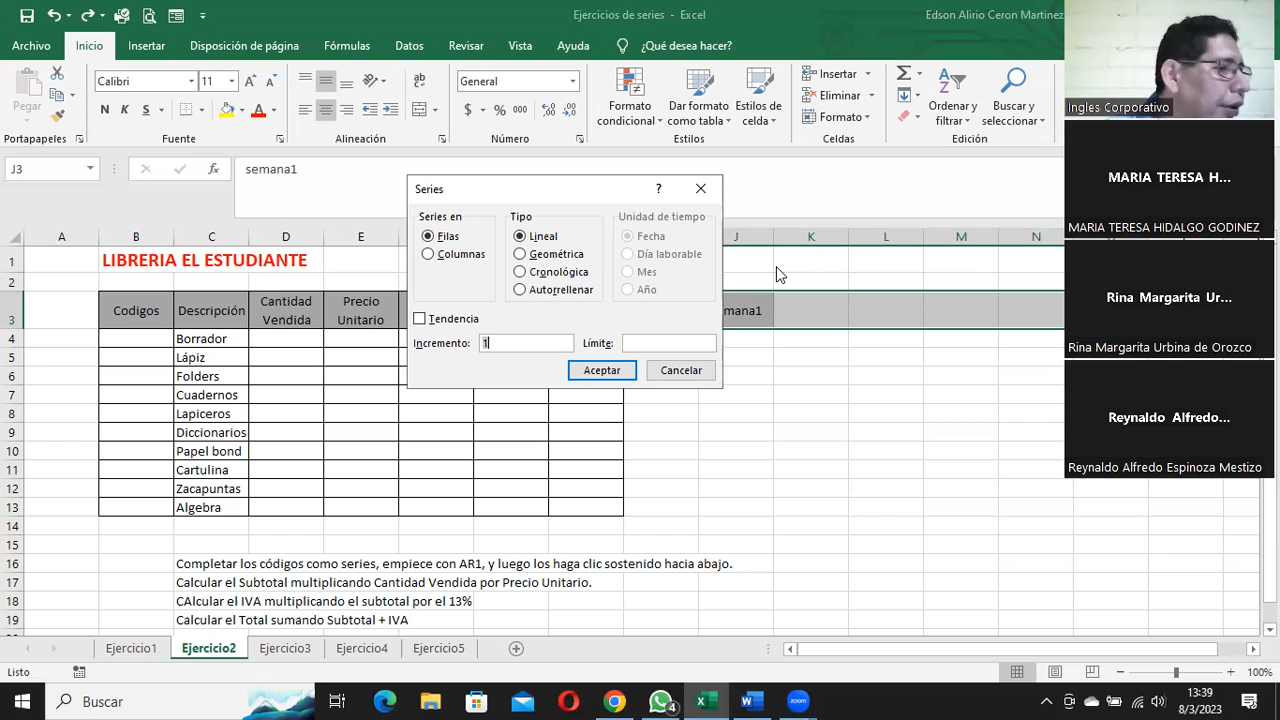 Ejercicios de series - Excel
Edson Alirio Ceron Martinez
Archivo Inicio Insertar Disposición de página Fórmulas Datos Revisar Vista Ayuda ¿Qué desea hacer?
Pegar
Calibri 11
N K S
General
$ % 000
Formato condicional
Dar formato como tabla
Estilos de celda
Insertar
Eliminar
Formato
Ordenar y filtrar
Buscar y seleccionar
Portapapeles Fuente Alineación Número Estilos Celdas Edición
J3 fx semana1
A B C D E J K L M N
1 LIBRERIA EL ESTUDIANTE
2
3 Codigos Descripción Cantidad Vendida Precio Unitario mana1
4 Borrador
5 Lápiz
6 Folders
7 Cuadernos
8 Lapiceros
9 Diccionarios
10 Papel bond
11 Cartulina
12 Zacapuntas
13 Algebra
14
15
16 Completar los códigos como series, empiece con AR1, y luego los haga clic sostenido hacia abajo.
17 Calcular el Subtotal multiplicando Cantidad Vendida por Precio Unitario.
18 CAlcular el IVA multiplicando el subtotal por el 13%
19 Calcular el Total sumando Subtotal + IVA
Series ?
Series en
Filas
Columnas
Tipo
Lineal
Geométrica
Cronológica
Autorrellenar
Unidad de tiempo
Fecha
Día laborable
Mes
Año
Tendencia
Incremento: 1 Límite:
Aceptar Cancelar
Ingles Corporativo
MARIA TERESA H...
MARIA TERESA HIDALGO GODINEZ
Rina Margarita Ur...
Rina Margarita Urbina de Orozco
Reynaldo Alfredo...
Reynaldo Alfredo Espinoza Mestizo
Ejercicio1 Ejercicio2 Ejercicio3 Ejercicio4 Ejercicio5
Listo 100%
Buscar
4
13:39
8/3/2023